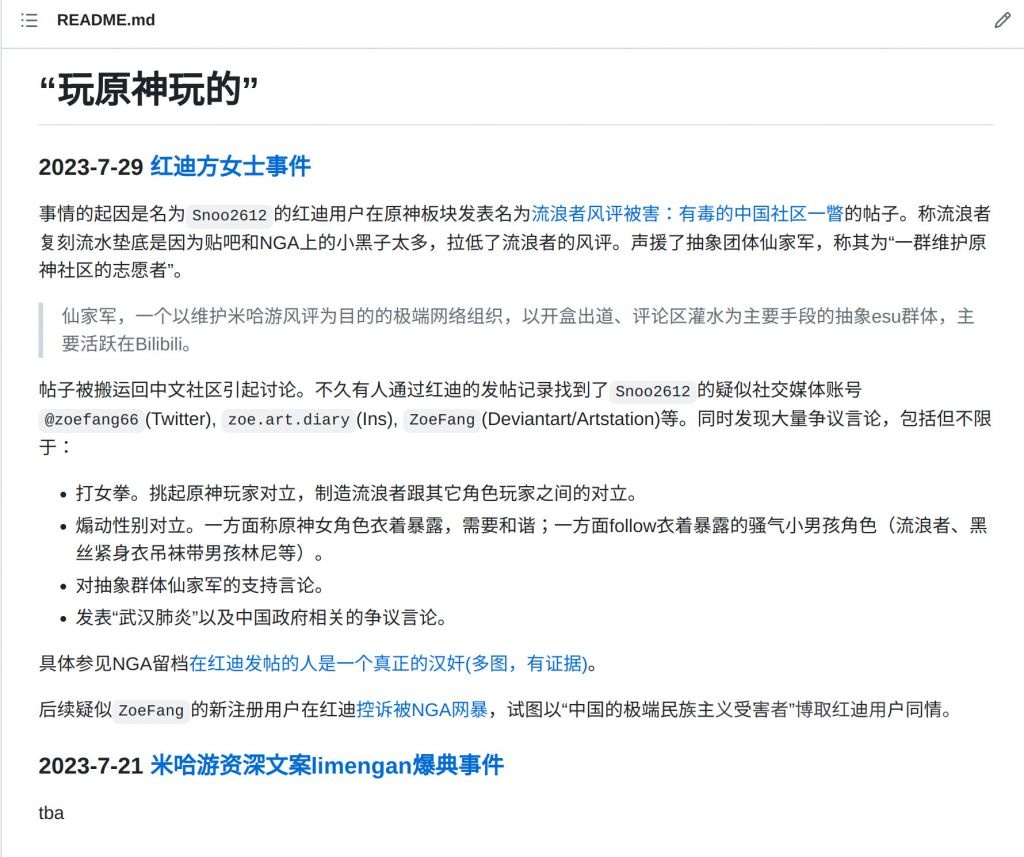 README.md
“玩原神玩的”
2023-7-29 红迪方女士事件
事情的起因是名为 Snoo2612 的红迪用户在原神板块发表名为流浪者风评被害：有毒的中国社区一瞥的帖子。称流浪者
复刻流水垫底是因为贴吧和NGA上的小黑子太多，拉低了流浪者的风评。声援了抽象团体仙家军，称其为“一群维护原
神社区的志愿者”。
仙家军，一个以维护米哈游风评为目的的极端网络组织，以开盒出道、评论区灌水为主要手段的抽象esu群体，主
要活跃在Bilibili。
帖子被搬运回中文社区引起讨论。不久有人通过红迪的发帖记录找到了 Snoo2612 的疑似社交媒体账号
@zoefang66 (Twitter), zoe.art.diary (Ins), ZoeFang (Deviantart/Artstation)等。同时发现大量争议言论，包括但不限
于：
• 打女拳。挑起原神玩家对立，制造流浪者跟其它角色玩家之间的对立。
• 煽动性别对立。一方面称原神女角色衣着暴露，需要和谐；一方面follow衣着暴露的骚气小男孩角色（流浪者、黑
丝紧身衣吊袜带男孩林尼等）。
• 对抽象群体仙家军的支持言论。
• 发表“武汉肺炎”以及中国政府相关的争议言论。
具体参见NGA留档在红迪发帖的人是一个真正的汉奸(多图，有证据)。
后续疑似 ZoeFang 的新注册用户在红迪控诉被NGA网暴，试图以“中国的极端民族主义受害者”博取红迪用户同情。
2023-7-21 米哈游资深文案limengan爆典事件
tba